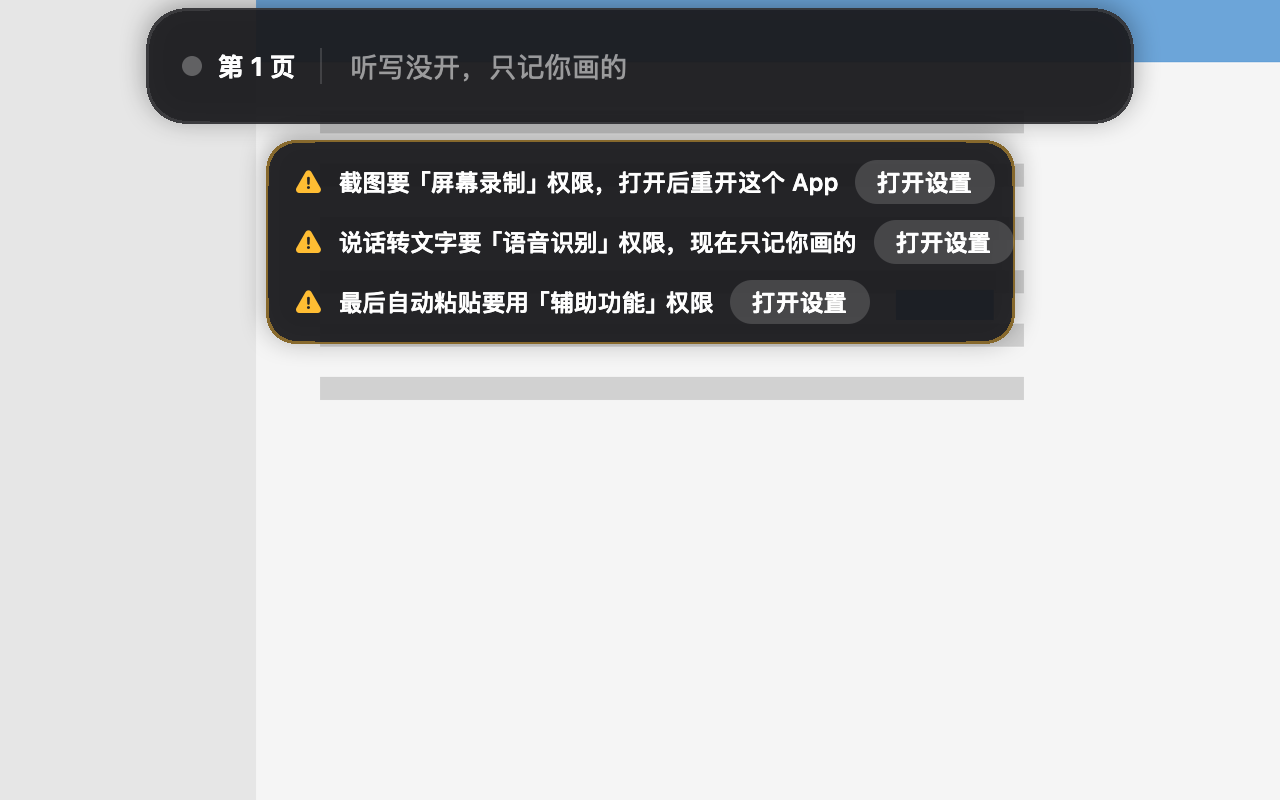 第 1 页 听写没开，只记你画的
截图要「屏幕录制」权限，打开后重开这个 App 打开设置
说话转文字要「语音识别」权限，现在只记你画的 打开设置
最后自动粘贴要用「辅助功能」权限 打开设置